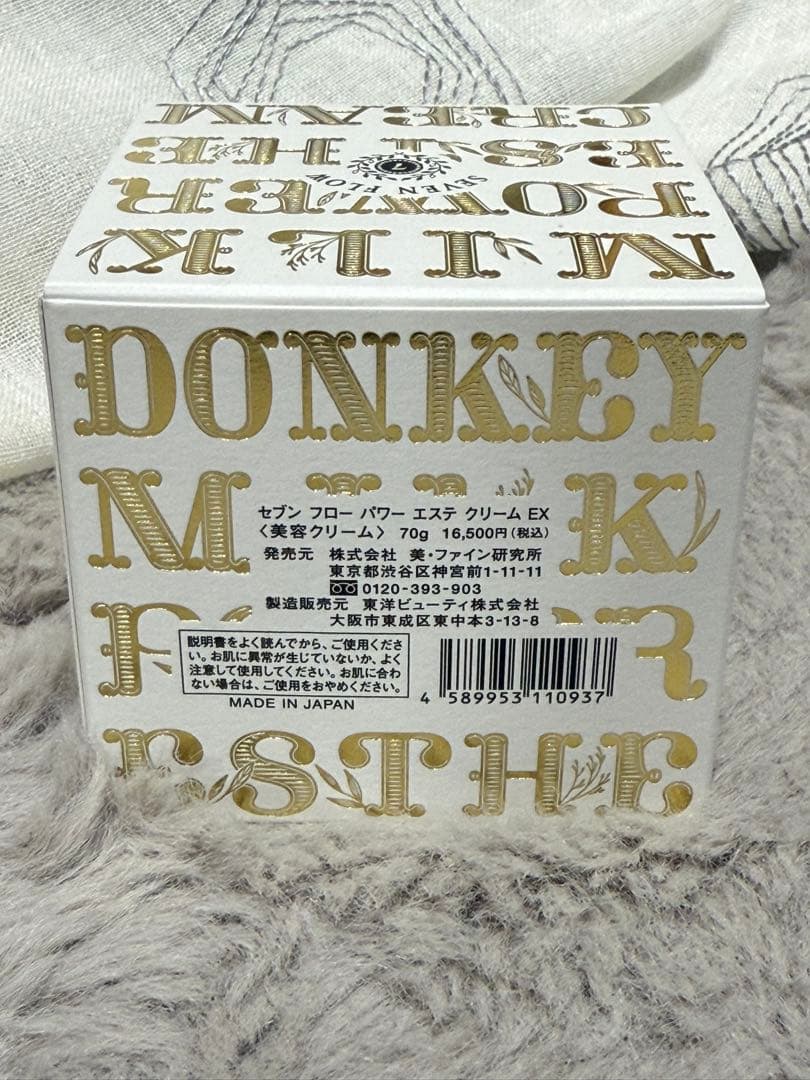 CREAM
ESTHE
SEVEN FLOW
7
POWER
MILK
DONKEY
MILK
セブン フロー パワー エステ クリーム EX
〈美容クリーム〉 70g 16,500円(税込)
発売元 株式会社 美・ファイン研究所
東京都渋谷区神宮前1-11-11
0120-393-903
製造販売元 東洋ビューティ株式会社
大阪市東成区東中本3-13-8
説明書をよく読んでから、ご使用くださ
い。お肌に異常が生じていないか、よく
注意して使用してください。お肌に合わ
ない場合は、ご使用をおやめください。
MADE IN JAPAN
4 589953 110937
ESTHE